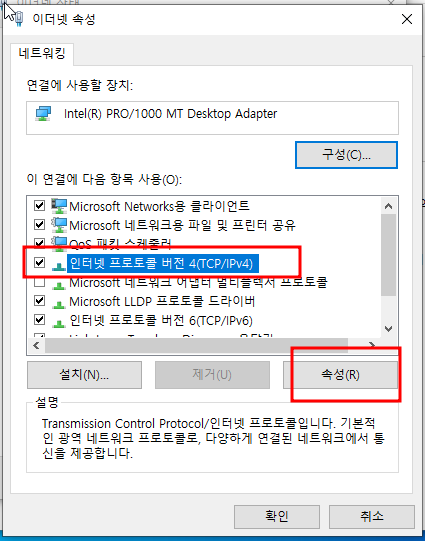 이더넷 속성
네트워킹
연결에 사용할 장치:
Intel(R) PRO/1000 MT Desktop Adapter
구성(C)...
이 연결에 다음 항목 사용(O):
Microsoft Networks용 클라이언트
Microsoft 네트워크용 파일 및 프린터 공유
QoS 패킷 스케줄러
인터넷 프로토콜 버전 4(TCP/IPv4)
Microsoft 네트워크 어댑터 멀티플렉서 프로토콜
Microsoft LLDP 프로토콜 드라이버
인터넷 프로토콜 버전 6(TCP/IPv6)
설치(N)...
제거(U)
속성(R)
설명
Transmission Control Protocol/인터넷 프로토콜입니다. 기본적
인 광역 네트워크 프로토콜로, 다양하게 연결된 네트워크에서 통
신을 제공합니다.
확인
취소